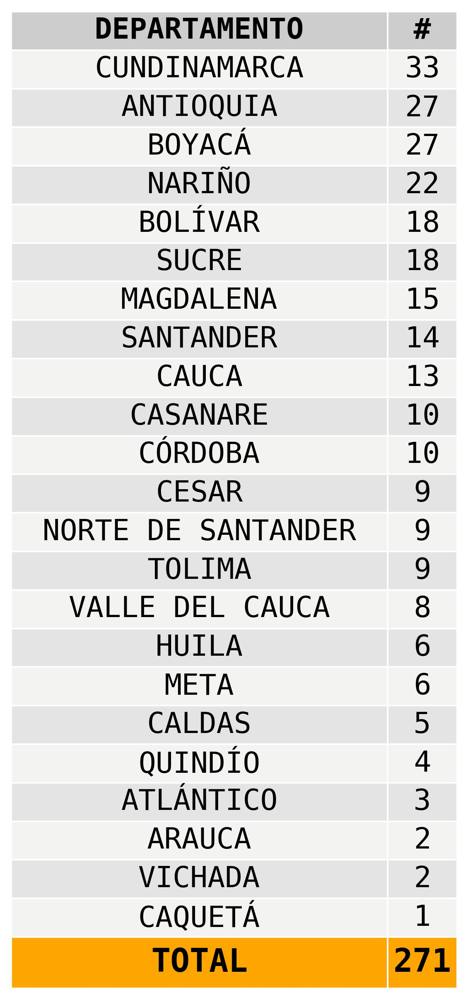 DEPARTAMENTO #
CUNDINAMARCA 33
ANTIOQUIA 27
BOYACÁ 27
NARIÑO 22
BOLÍVAR 18
SUCRE 18
MAGDALENA 15
SANTANDER 14
CAUCA 13
CASANARE 10
CÓRDOBA 10
CESAR 9
NORTE DE SANTANDER 9
TOLIMA 9
VALLE DEL CAUCA 8
HUILA 6
META 6
CALDAS 5
QUINDÍO 4
ATLÁNTICO 3
ARAUCA 2
VICHADA 2
CAQUETÁ 1
TOTAL 271